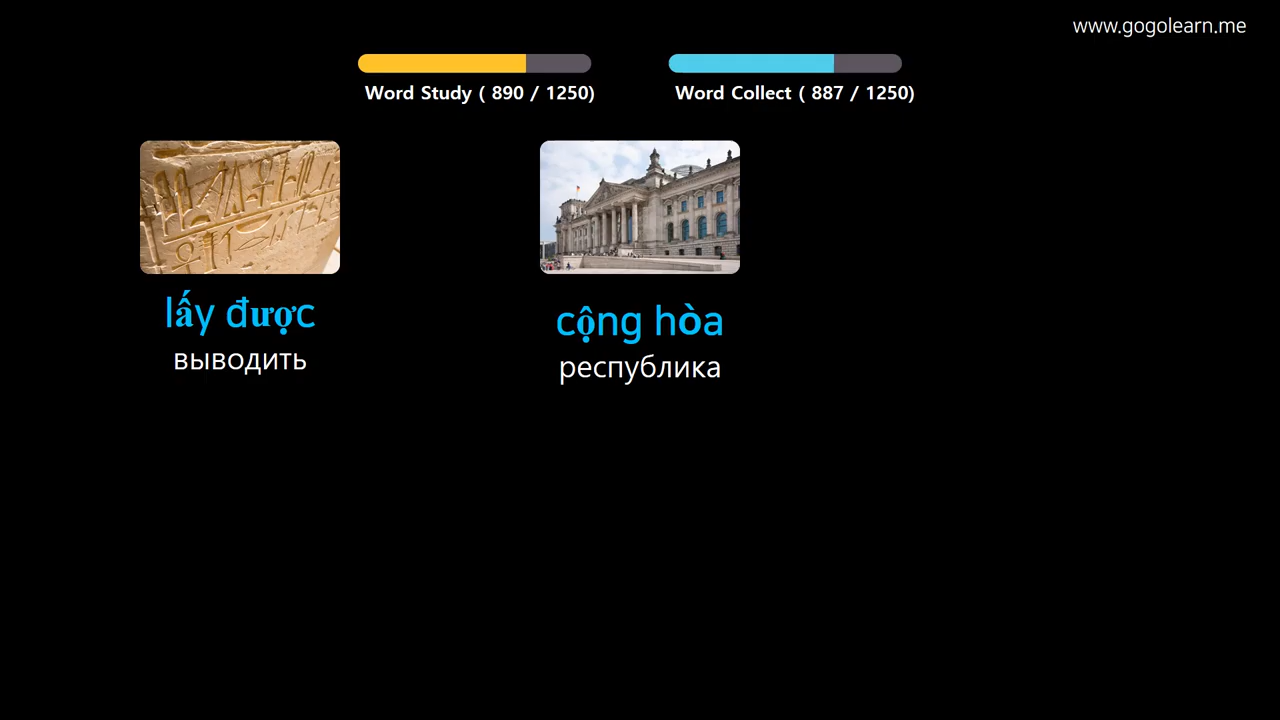 www.gogolearn.me
Word Study ( 890 / 1250)
Word Collect ( 887 / 1250)
lấy được
выводить
cộng hòa
республика